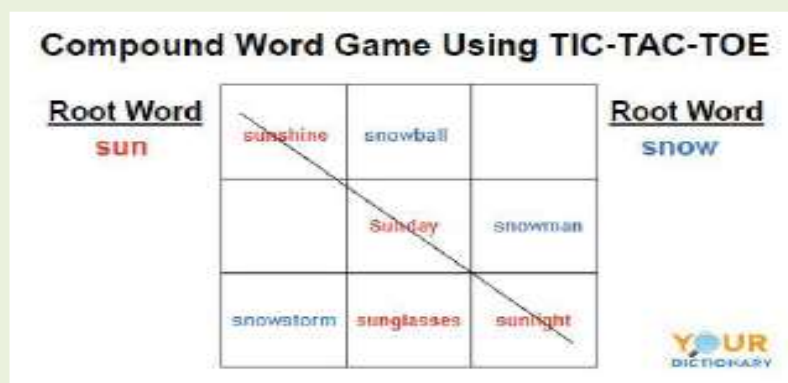 Compound Word Game Using TIC-TAC-TOE
Root Word
sun
sunshine snowball
Sunday snowman
snowstorm sunglasses sunlight
Root Word
snow
YOUR
DICTIONARY